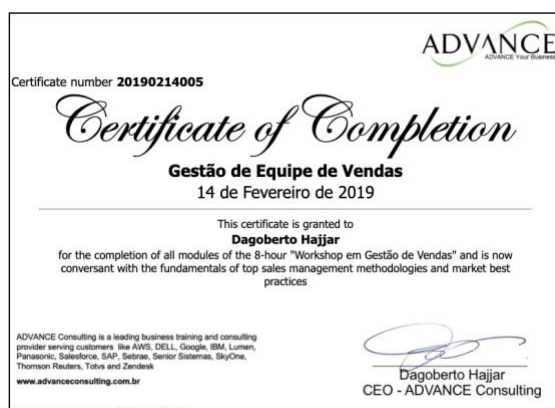 ADVANCE
ADVANCE Your Business
Certificate number 20190214005
Certificate of Completion
Gestão de Equipe de Vendas
14 de Fevereiro de 2019
This certificate is granted to
Dagoberto Hajjar
for the completion of all modules of the 8-hour "Workshop em Gestão de Vendas" and is now
conversant with the fundamentals of top sales management methodologies and market best
practices
ADVANCE Consulting is a leading business training and consulting
provider serving customers like AWS, DELL, Google, IBM, Lumen,
Panasonic, Salesforce, SAP, Sebrae, Senior Sistemas, SkyOne,
Thomson Reuters, Totvs and Zendesk
www.advanceconsulting.com.br
Dagoberto Hajjar
CEO - ADVANCE Consulting